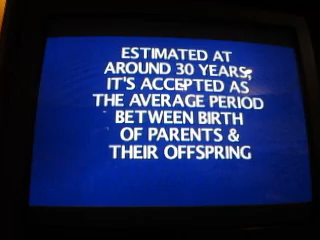 ESTIMATED AT
AROUND 30 YEARS,
IT'S ACCEPTED AS
THE AVERAGE PERIOD
BETWEEN BIRTH
OF PARENTS &
THEIR OFFSPRING